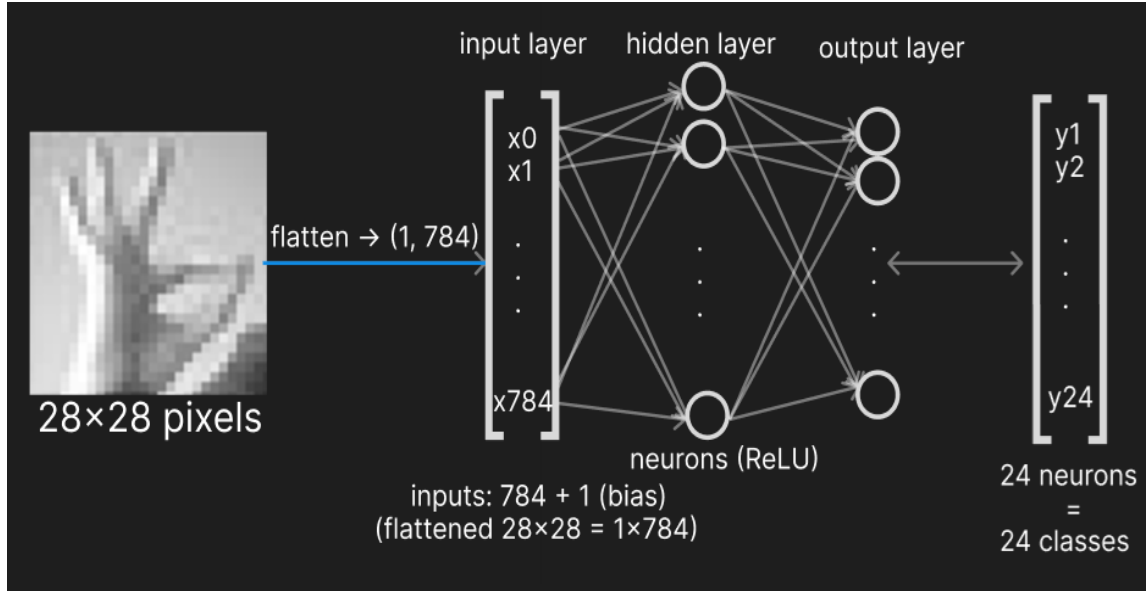 input layer
hidden layer
output layer
x0
x1
.
.
.
x784
.
.
.
.
.
.
y1
y2
.
.
.
y24
flatten → (1, 784)
28×28 pixels
neurons (ReLU)
inputs: 784 + 1 (bias)
(flattened 28×28 = 1×784)
24 neurons
=
24 classes